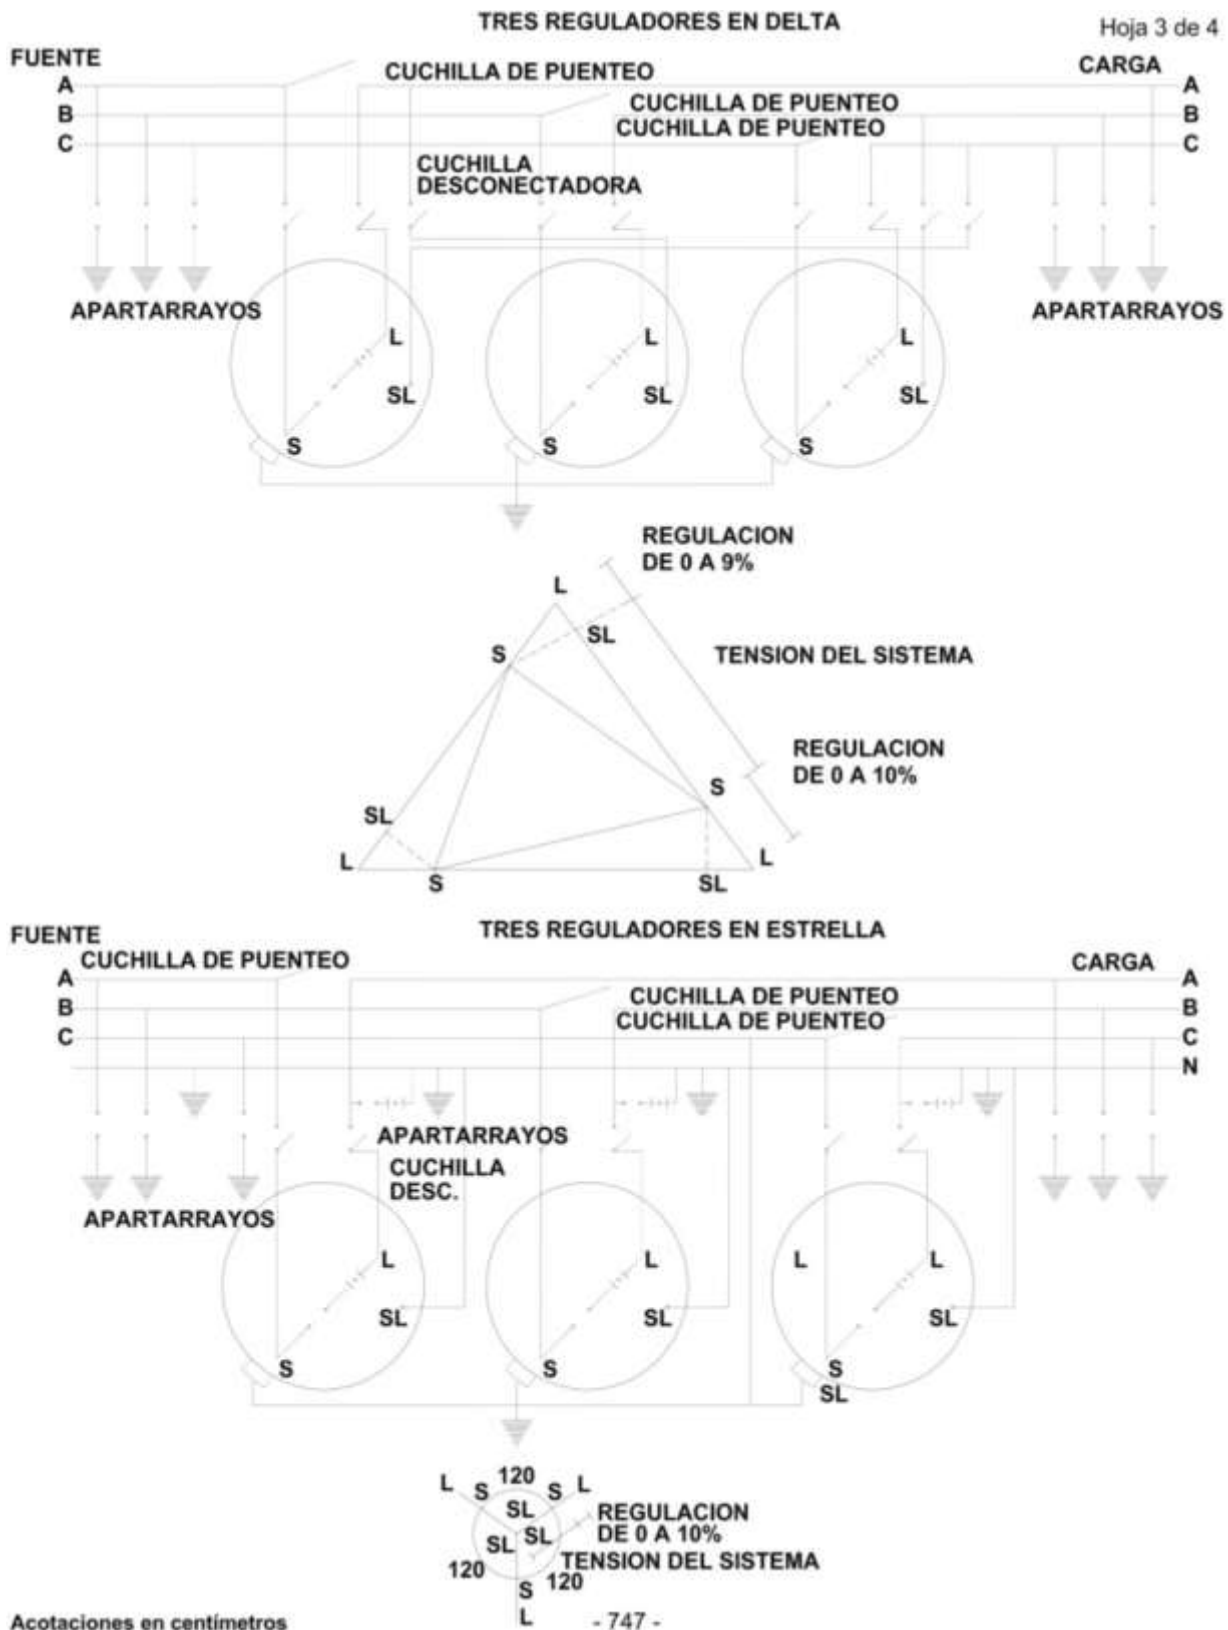 TRES REGULADORES EN DELTA
Hoja 3 de 4
FUENTE
CARGA
A
CUCHILLA DE PUENTEO
A
B
CUCHILLA DE PUENTEO
B
C
CUCHILLA DE PUENTEO
C
CUCHILLA
DESCONECTADORA
APARTARRAYOS
APARTARRAYOS
L
L
L
SL
SL
SL
S
S
S
REGULACION
DE 0 A 9%
L
SL
S
TENSION DEL SISTEMA
REGULACION
DE 0 A 10%
S
SL
L
L
S
SL
TRES REGULADORES EN ESTRELLA
FUENTE
CUCHILLA DE PUENTEO
CARGA
A
A
B
CUCHILLA DE PUENTEO
B
C
CUCHILLA DE PUENTEO
C
N
APARTARRAYOS
CUCHILLA
DESC.
APARTARRAYOS
L
L
L
L
SL
SL
SL
S
S
S
SL
120
L
S
S
L
SL
REGULACION
DE 0 A 10%
SL
SL
TENSION DEL SISTEMA
120
120
S
L
Acotaciones en centímetros
- 747 -